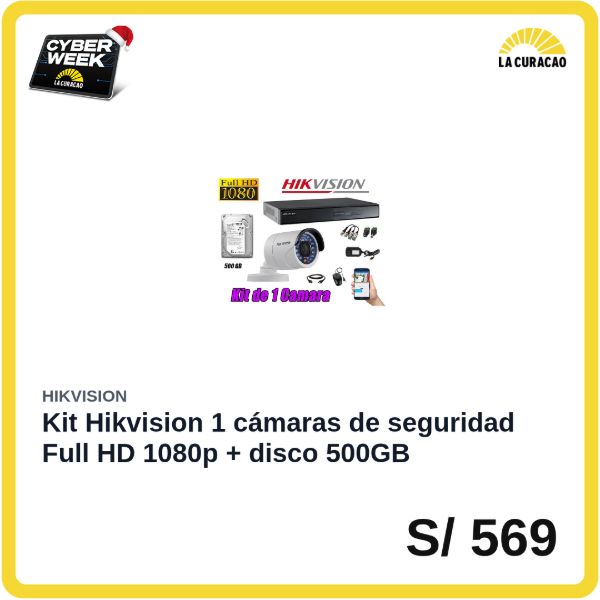 CYBER
WEEK
LA CURACAO
LA CURACAO
Full HD
1080
HIKVISION
500 GB
Kit de 1 Camara
HIKVISION
Kit Hikvision 1 cámaras de seguridad
Full HD 1080p + disco 500GB
S/ 569